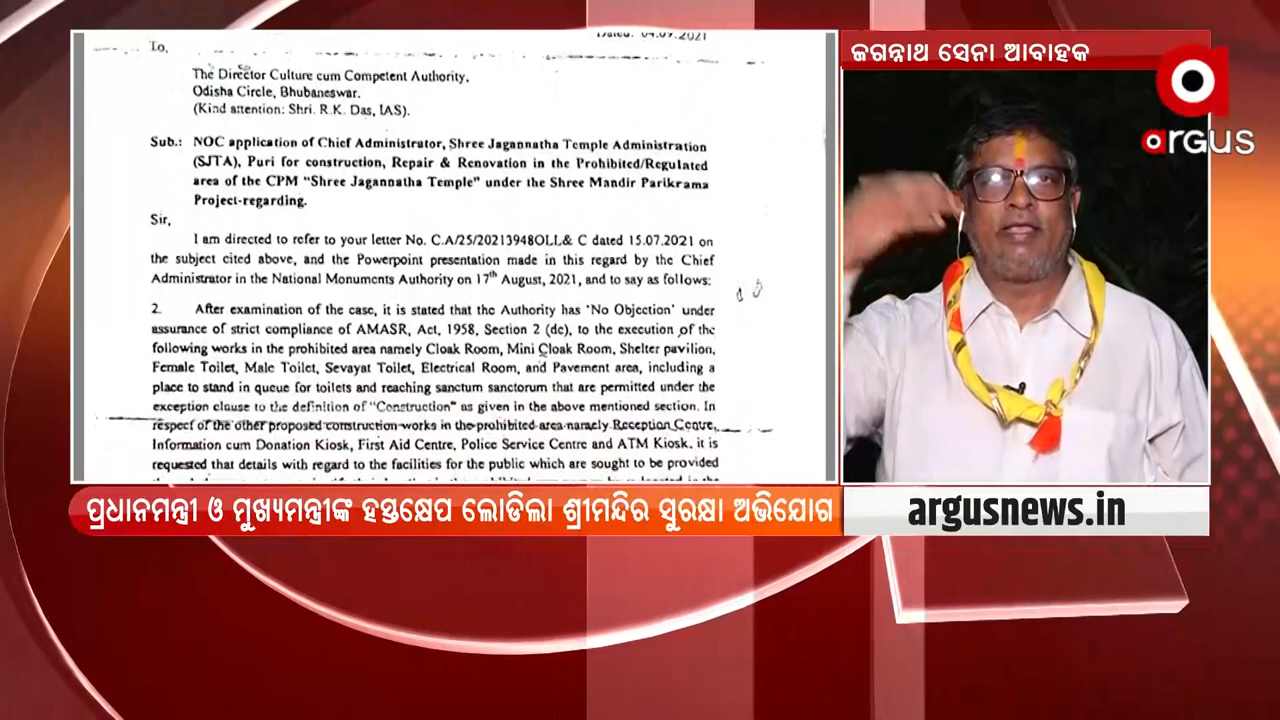 Dated: 04.09.2021
To,
The Director Culture cum Competent Authority,
Odisha Circle, Bhubaneswar.
(Kind attention: Shri. R.K. Das, IAS).
Sub.: NOC application of Chief Administrator, Shree Jagannatha Temple Administration
(SJTA), Puri for construction, Repair & Renovation in the Prohibited/Regulated
area of the CPM "Shree Jagannatha Temple" under the Shree Mandir Parikrama
Project-regarding.
Sir,
I am directed to refer to your letter No. C.A/25/20213948OLL& C dated 15.07.2021 on
the subject cited above, and the Powerpoint presentation made in this regard by the Chief
Administrator in the National Monuments Authority on 17th August, 2021, and to say as follows:
2. After examination of the case, it is stated that the Authority has 'No Objection' under
assurance of strict compliance of AMASR, Act, 1958, Section 2 (dc), to the execution of the
following works in the prohibited area namely Cloak Room, Mini Cloak Room, Shelter pavilion,
Female Toilet, Male Toilet, Sevayat Toilet, Electrical Room, and Pavement area, including a
place to stand in queue for toilets and reaching sanctum sanctorum that are permitted under the
exception clause to the definition of "Construction" as given in the above mentioned section. In
respect of the other proposed construction works in the prohibited area namely Reception Centre,
Information cum Donation Kiosk, First Aid Centre, Police Service Centre and ATM Kiosk, it is
requested that details with regard to the facilities for the public which are sought to be provided
ଜଗନ୍ନାଥ ସେନା ଆବାହକ
argus
ପ୍ରଧାନମନ୍ତ୍ରୀ ଓ ମୁଖ୍ୟମନ୍ତ୍ରୀଙ୍କ ହସ୍ତକ୍ଷେପ ଲୋଡିଲା ଶ୍ରୀମନ୍ଦିର ସୁରକ୍ଷା ଅଭିଯୋଗ
argusnews.in